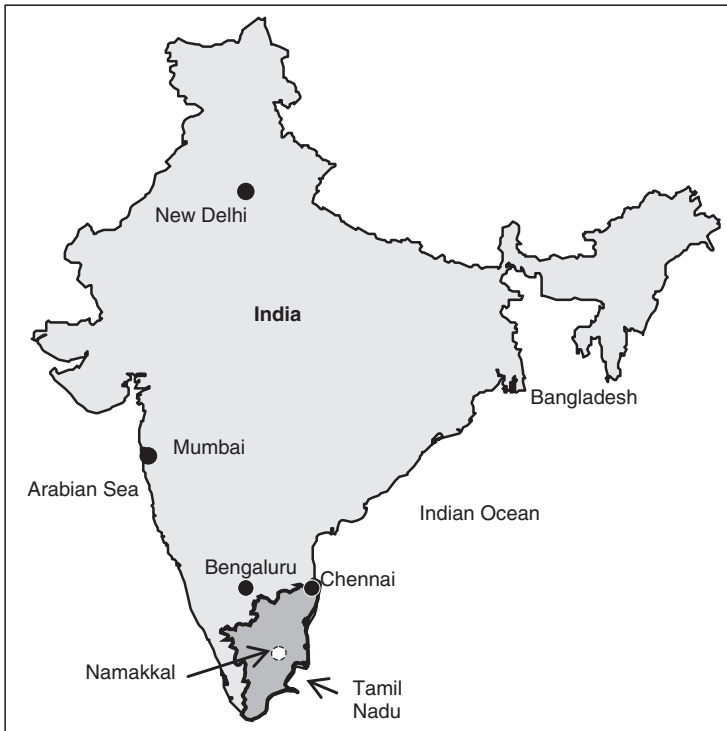 New Delhi
India
Bangladesh
Mumbai
Arabian Sea
Indian Ocean
Bengaluru
Chennai
Namakkal
Tamil
Nadu